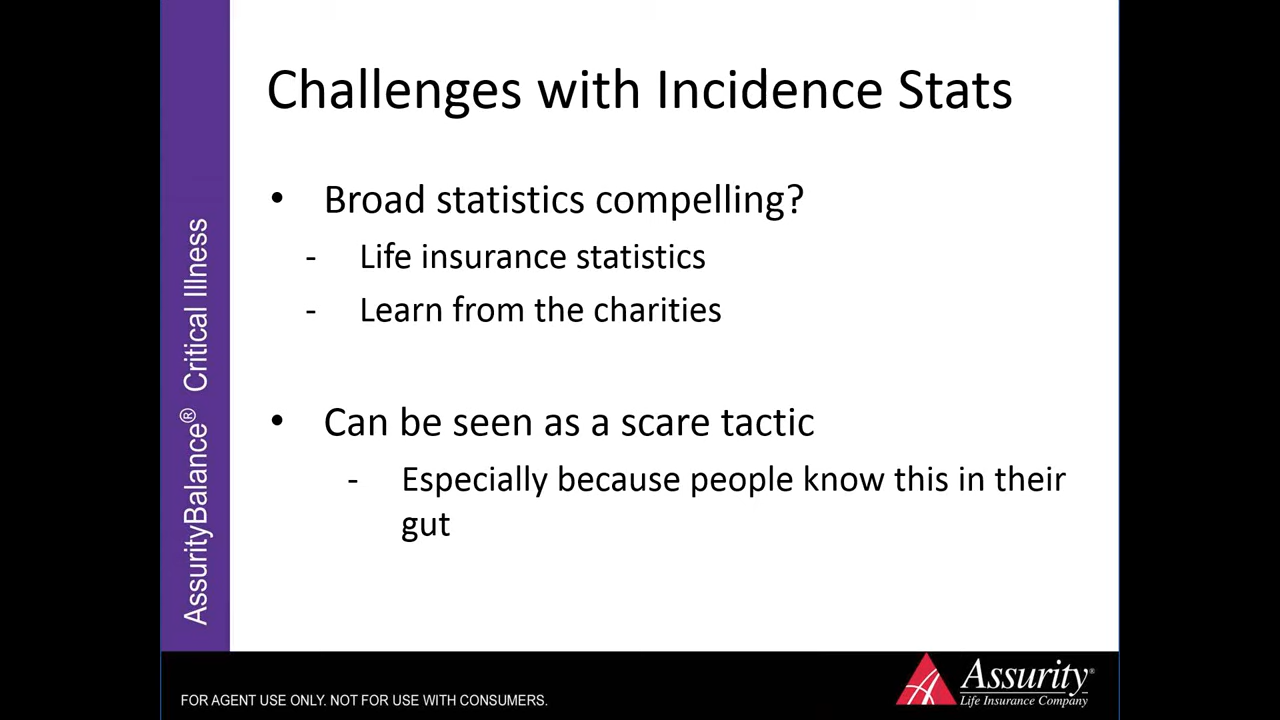 Challenges with Incidence Stats
• Broad statistics compelling?
- Life insurance statistics
- Learn from the charities
• Can be seen as a scare tactic
- Especially because people know this in their
gut
AssurityBalance® Critical Illness
FOR AGENT USE ONLY. NOT FOR USE WITH CONSUMERS.
Assurity®
Life Insurance Company